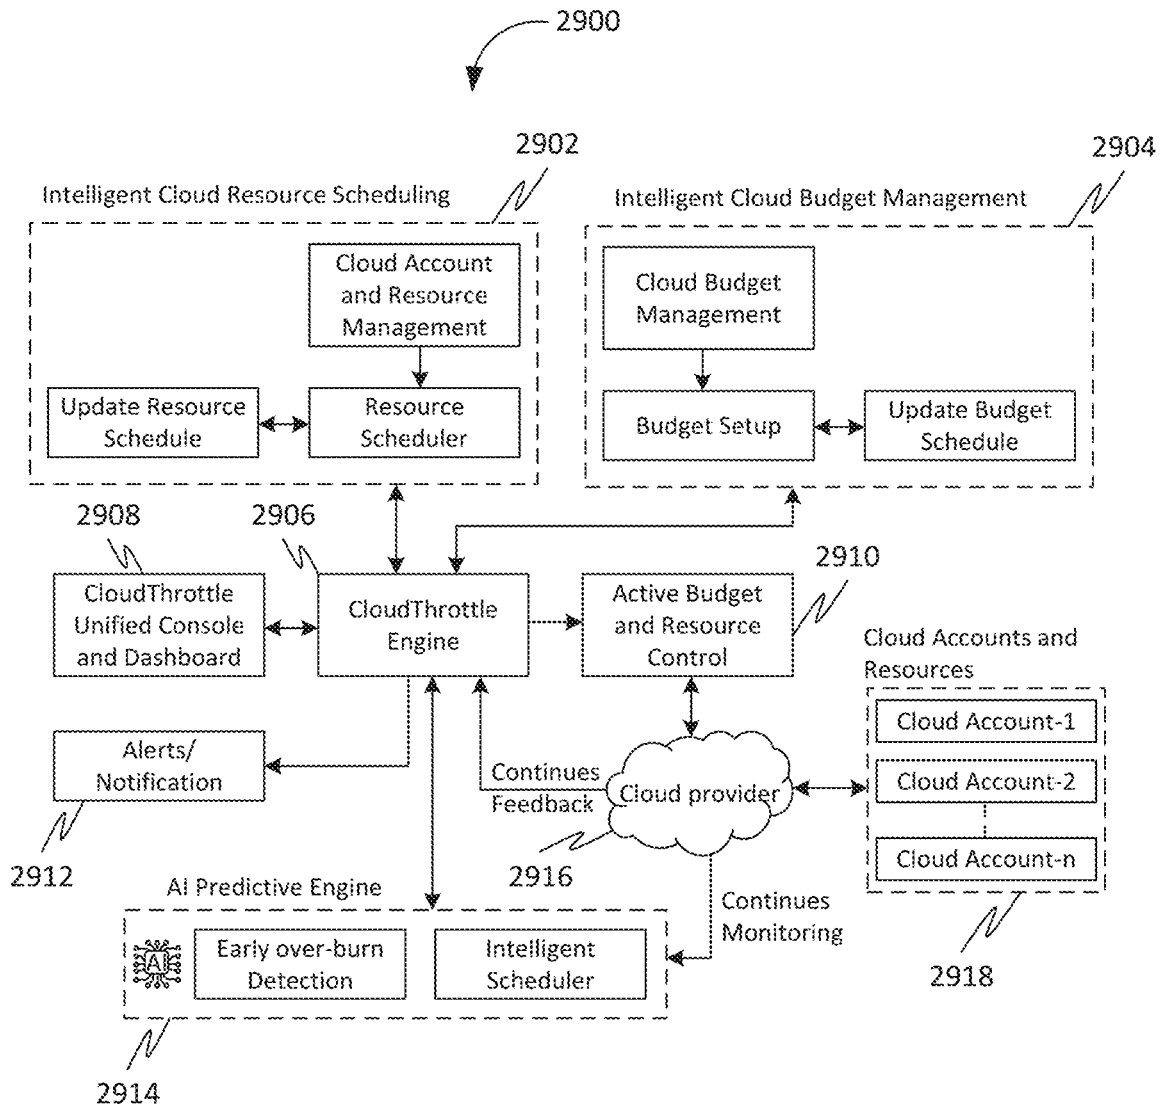 2900
2902
2904
Intelligent Cloud Resource Scheduling
Intelligent Cloud Budget Management
Cloud Account
and Resource
Management
Cloud Budget
Management
Update Resource
Schedule
Resource
Scheduler
Budget Setup
Update Budget
Schedule
2908
2906
2910
CloudThrottle
Unified Console
and Dashboard
CloudThrottle
Engine
Active Budget
and Resource
Control
Cloud Accounts and
Resources
Cloud Account-1
Cloud Account-2
Cloud Account-n
Alerts/
Notification
Continues
Feedback
Cloud provider
2912
2916
2918
AI Predictive Engine
Continues
Monitoring
AI
Early over-burn
Detection
Intelligent
Scheduler
2914